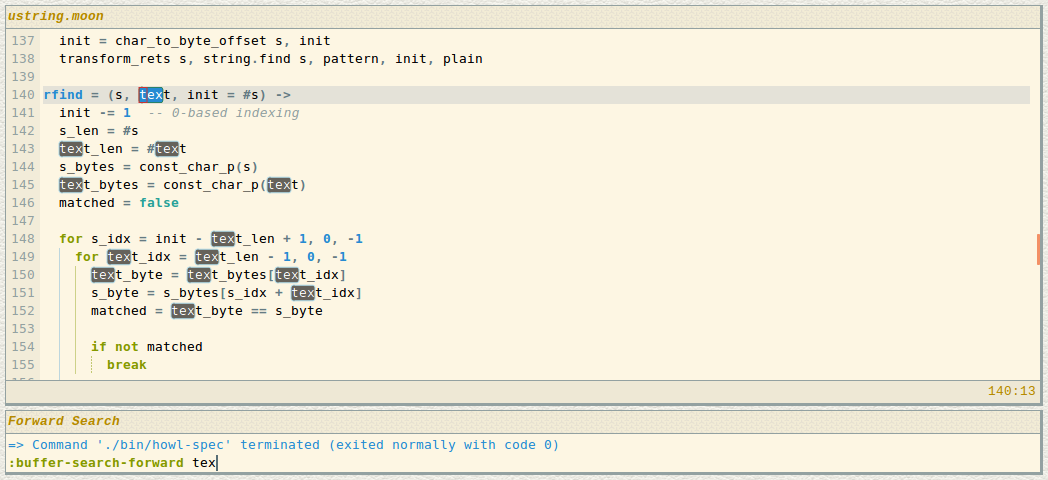 ustring.moon
137 init = char_to_byte_offset s, init
138 transform_rets s, string.find s, pattern, init, plain
139
140 rfind = (s, text, init = #s) ->
141 init -= 1 -- 0-based indexing
142 s_len = #s
143 text_len = #text
144 s_bytes = const_char_p(s)
145 text_bytes = const_char_p(text)
146 matched = false
147
148 for s_idx = init - text_len + 1, 0, -1
149 for text_idx = text_len - 1, 0, -1
150 text_byte = text_bytes[text_idx]
151 s_byte = s_bytes[s_idx + text_idx]
152 matched = text_byte == s_byte
153
154 if not matched
155 break
140:13
Forward Search
=> Command './bin/howl-spec' terminated (exited normally with code 0)
:buffer-search-forward tex